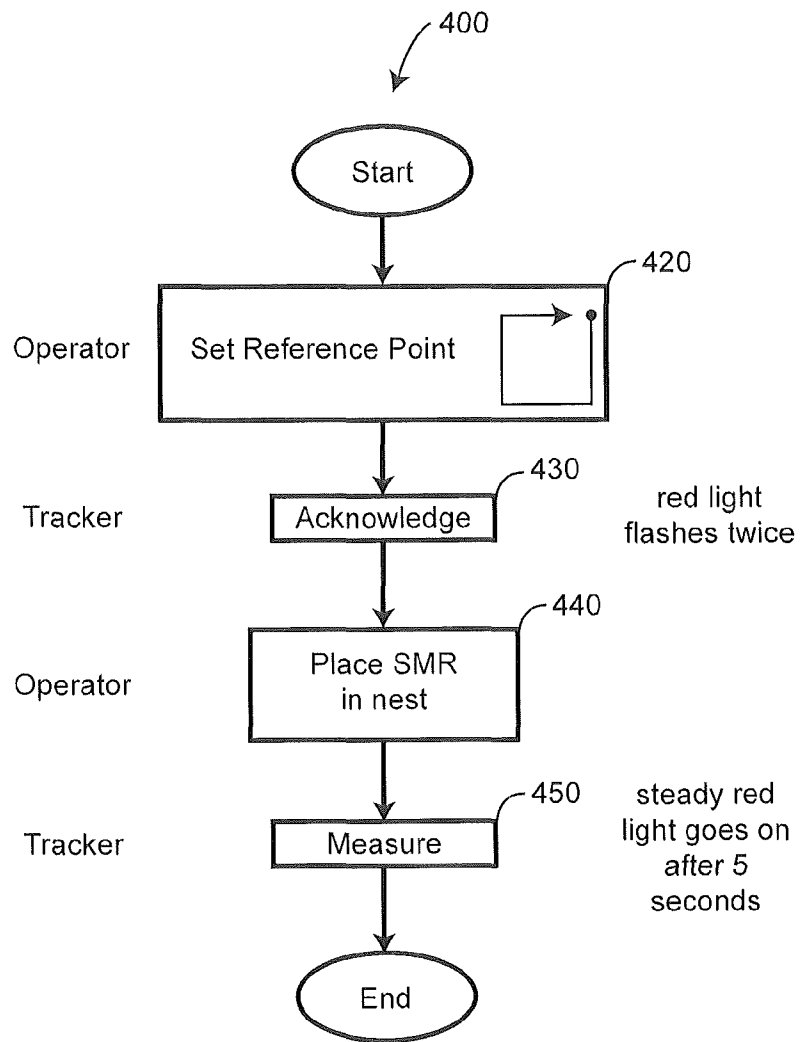 400
Start
420
Operator
Set Reference Point
430
Tracker
Acknowledge
red light
flashes twice
440
Operator
Place SMR
in nest
450
Tracker
Measure
steady red
light goes on
after 5
seconds
End